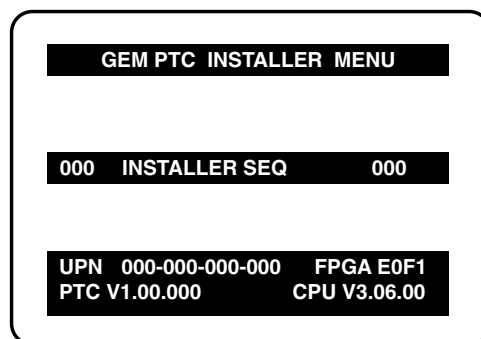 GEM PTC INSTALLER MENU
000 INSTALLER SEQ 000
UPN 000-000-000-000 FPGA E0F1
PTC V1.00.000 CPU V3.06.00